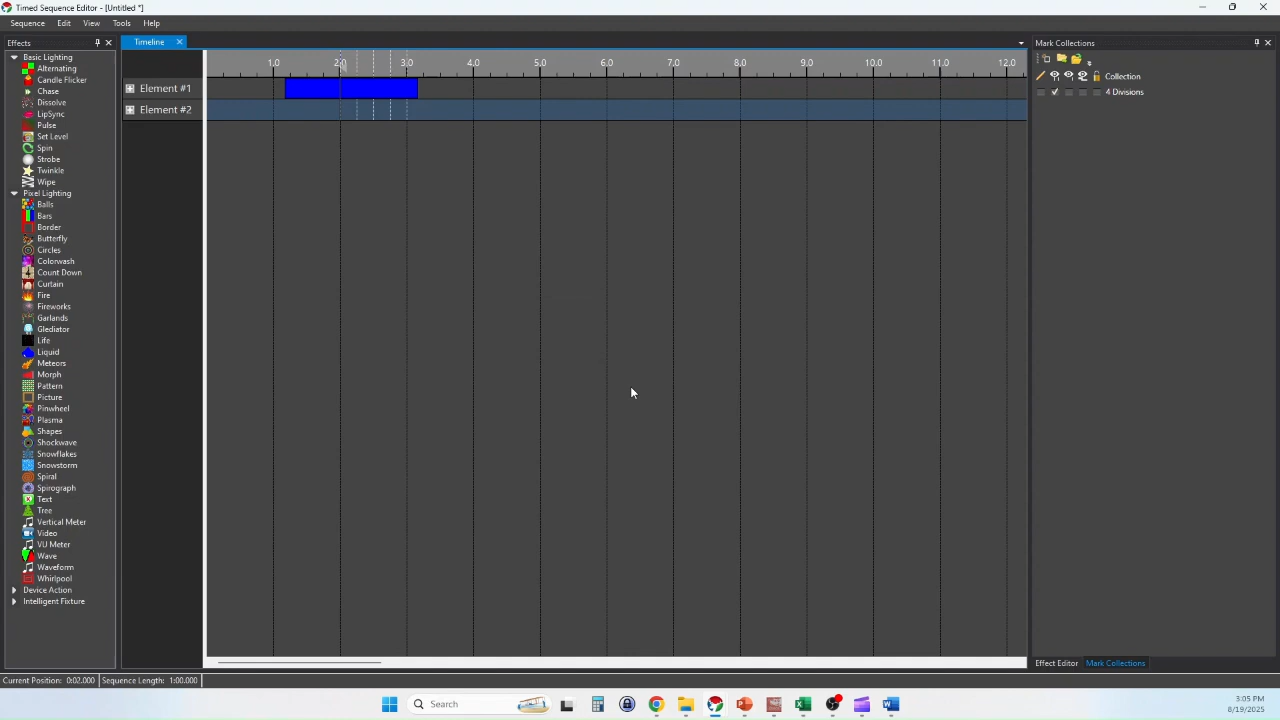 Timed Sequence Editor - [Untitled *]
Sequence Edit View Tools Help
Effects
Basic Lighting
Alternating
Candle Flicker
Chase
Dissolve
LipSync
Pulse
Set Level
Spin
Strobe
Twinkle
Wipe
Pixel Lighting
Balls
Bars
Border
Butterfly
Circles
Colorwash
Count Down
Curtain
Fire
Fireworks
Garlands
Glediator
Life
Liquid
Meteors
Morph
Pattern
Picture
Pinwheel
Plasma
Shapes
Shockwave
Snowflakes
Snowstorm
Spiral
Spirograph
Text
Tree
Vertical Meter
Video
VU Meter
Wave
Waveform
Whirlpool
Device Action
Intelligent Fixture
Timeline
1.0 2.0 3.0 4.0 5.0 6.0 7.0 8.0 9.0 10.0 11.0 12.0
Element #1
Element #2
Mark Collections
Collection
4 Divisions
Effect Editor Mark Collections
Current Position: 0:02.000 Sequence Length: 1:00.000
Search
3:05 PM
8/19/2025